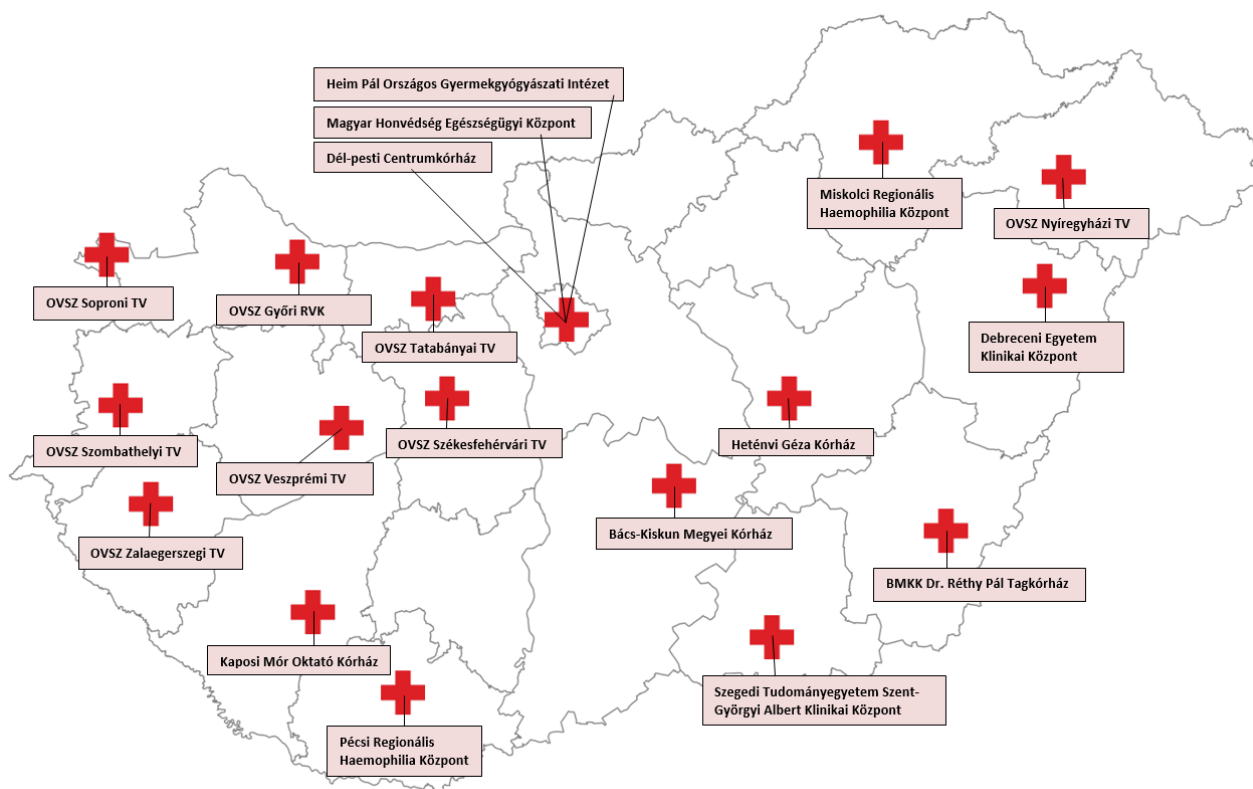 Heim Pál Országos Gyermekgyógyászati Intézet
Magyar Honvédség Egészségügyi Központ
Dél-pesti Centrumkórház
Miskolci Regionális
Haemophilia Központ
OVSZ Nyíregyházi TV
OVSZ Soproni TV
OVSZ Győri RVK
OVSZ Tatabányai TV
Debreceni Egyetem
Klinikai Központ
OVSZ Szombathelyi TV
OVSZ Veszprémi TV
OVSZ Székesfehérvári TV
Heténvi Géza Kórház
Bács-Kiskun Megyei Kórház
OVSZ Zalaegerszegi TV
BMKK Dr. Réthy Pál Tagkórház
Kaposi Mór Oktató Kórház
Szegedi Tudományegyetem Szent-
Györgyi Albert Klinikai Központ
Pécsi Regionális
Haemophilia Központ